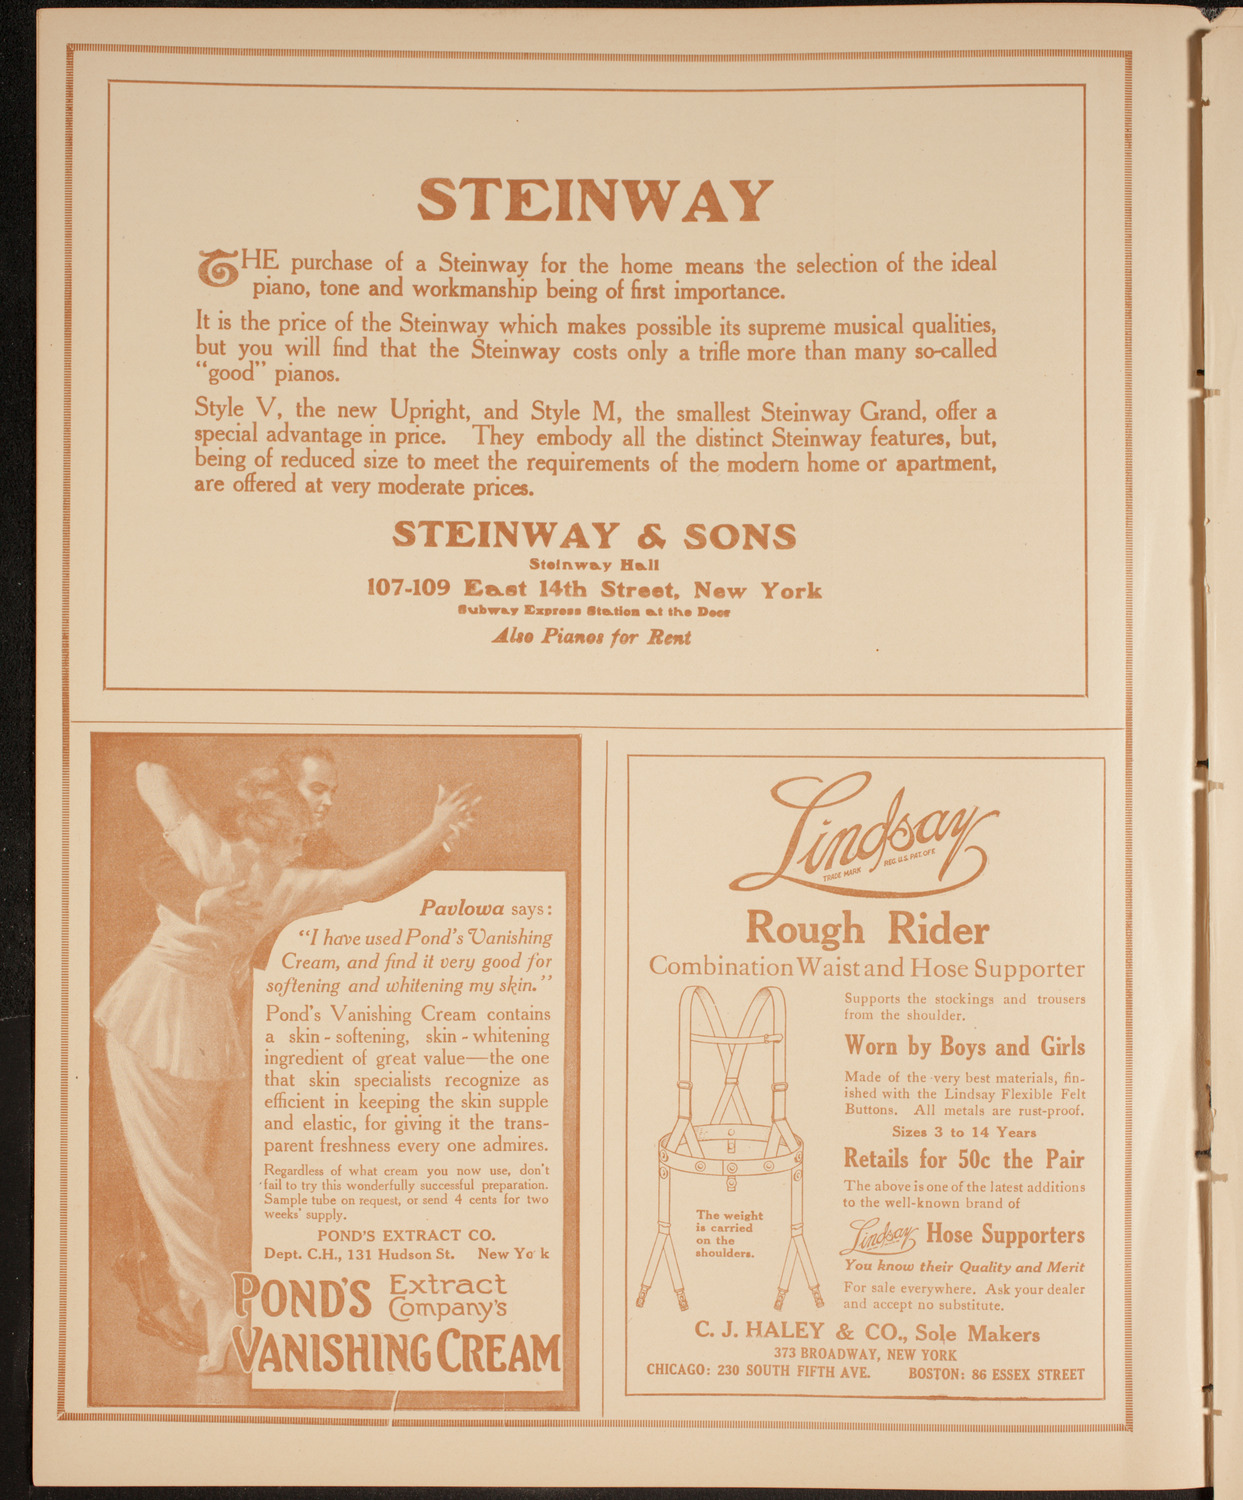 STEINWAY
THE purchase of a Steinway for the home means the selection of the ideal
piano, tone and workmanship being of first importance.
It is the price of the Steinway which makes possible its supreme musical qualities,
but you will find that the Steinway costs only a trifle more than many so-called
"good" pianos.
Style V, the new Upright, and Style M, the smallest Steinway Grand, offer a
special advantage in price. They embody all the distinct Steinway features, but,
being of reduced size to meet the requirements of the modern home or apartment,
are offered at very moderate prices.
STEINWAY & SONS
Steinway Hall
107-109 East 14th Street, New York
Subway Express Station at the Door
Also Pianos for Rent
Pavlowa says:
"I have used Pond's Vanishing
Cream, and find it very good for
softening and whitening my skin."
Pond's Vanishing Cream contains
a skin-softening, skin-whitening
ingredient of great value—the one
that skin specialists recognize as
efficient in keeping the skin supple
and elastic, for giving it the trans-
parent freshness every one admires.
Regardless of what cream you now use, don't
fail to try this wonderfully successful preparation.
Sample tube on request, or send 4 cents for two
weeks' supply.
POND'S EXTRACT CO.
Dept. C.H., 131 Hudson St. New Yo k
POND'S Extract
Company's
VANISHING CREAM
Lindsay
TRADE MARK REG. U.S. PAT. OFF.
Rough Rider
Combination Waist and Hose Supporter
Supports the stockings and trousers
from the shoulder.
Worn by Boys and Girls
Made of the very best materials, fin-
ished with the Lindsay Flexible Felt
Buttons. All metals are rust-proof.
Sizes 3 to 14 Years
Retails for 50c the Pair
The above is one of the latest additions
to the well-known brand of
Lindsay Hose Supporters
You know their Quality and Merit
For sale everywhere. Ask your dealer
and accept no substitute.
The weight
is carried
on the
shoulders.
C. J. HALEY & CO., Sole Makers
373 BROADWAY, NEW YORK
CHICAGO: 230 SOUTH FIFTH AVE. BOSTON: 86 ESSEX STREET